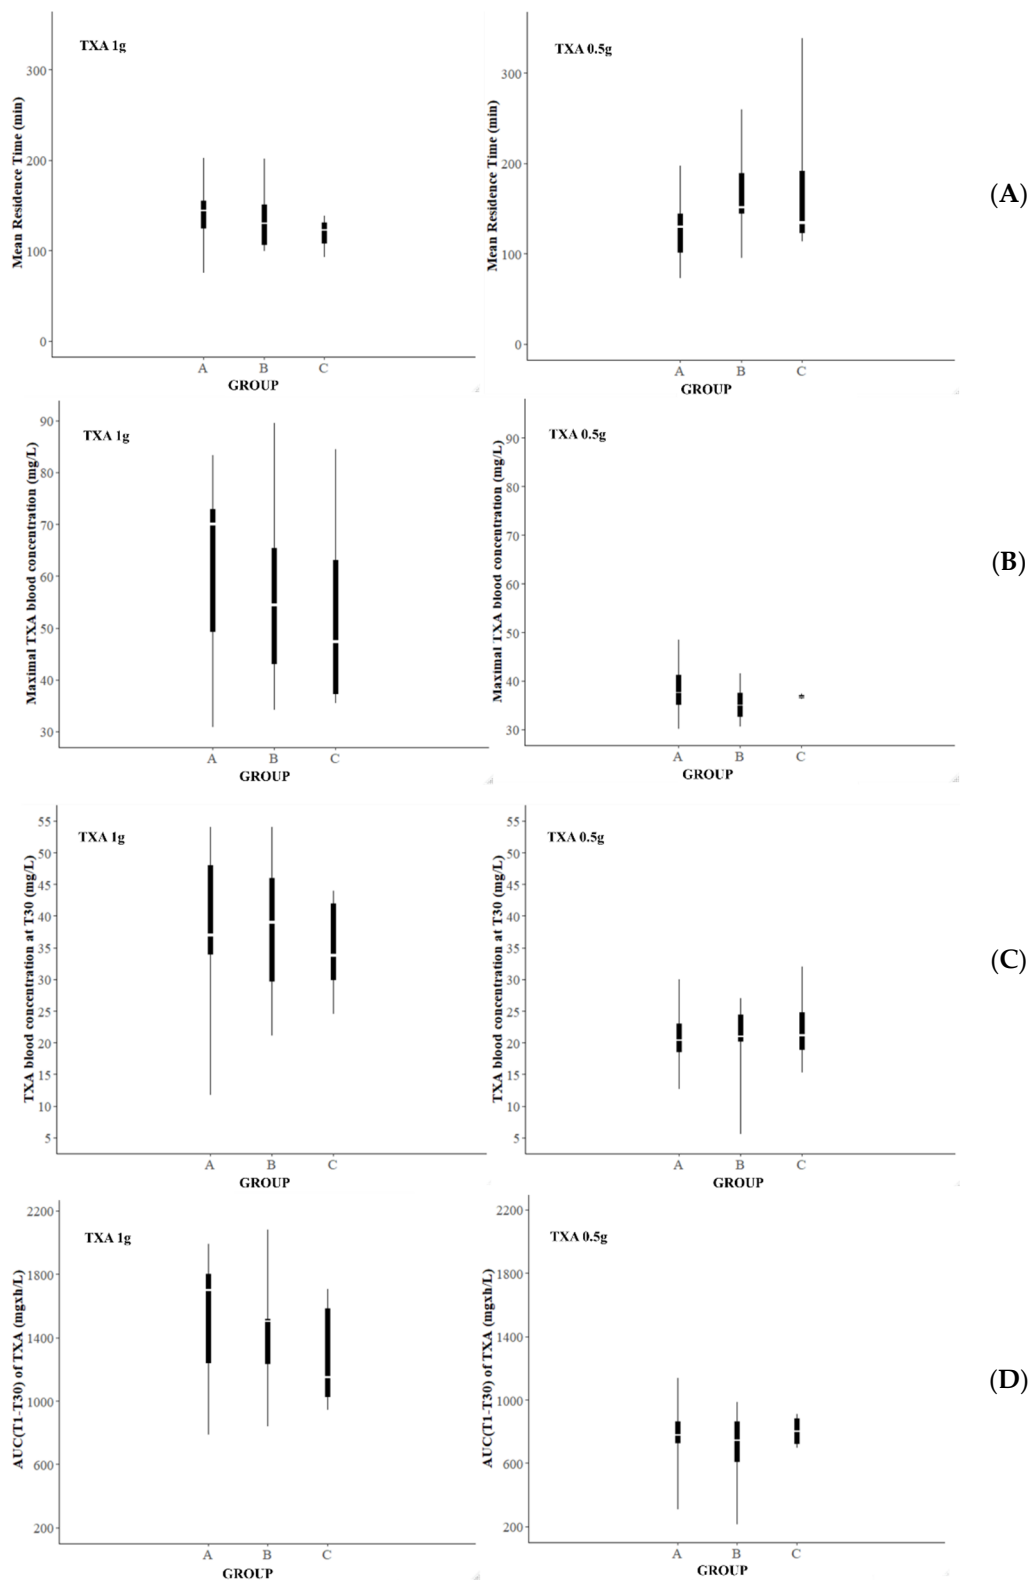 TXA 1g
Mean Residence Time (min)
300
200
100
0
A B C
GROUP
TXA 0.5g
Mean Residence Time (min)
300
200
100
0
A B C
GROUP
(A)
TXA 1g
Maximal TXA blood concentration (mg/L)
90
80
70
60
50
40
30
A B C
GROUP
TXA 0.5g
Maximal TXA blood concentration (mg/L)
90
80
70
60
50
40
30
A B C
GROUP
(B)
TXA 1g
TXA blood concentration at T30 (mg/L)
55
50
45
40
35
30
25
20
15
10
5
A B C
GROUP
TXA 0.5g
TXA blood concentration at T30 (mg/L)
55
50
45
40
35
30
25
20
15
10
5
A B C
GROUP
(C)
TXA 1g
AUC(T1-T30) of TXA (mgxh/L)
2200
1800
1400
1000
600
200
A B C
GROUP
TXA 0.5g
AUC(T1-T30) of TXA (mgxh/L)
2200
1800
1400
1000
600
200
A B C
GROUP
(D)